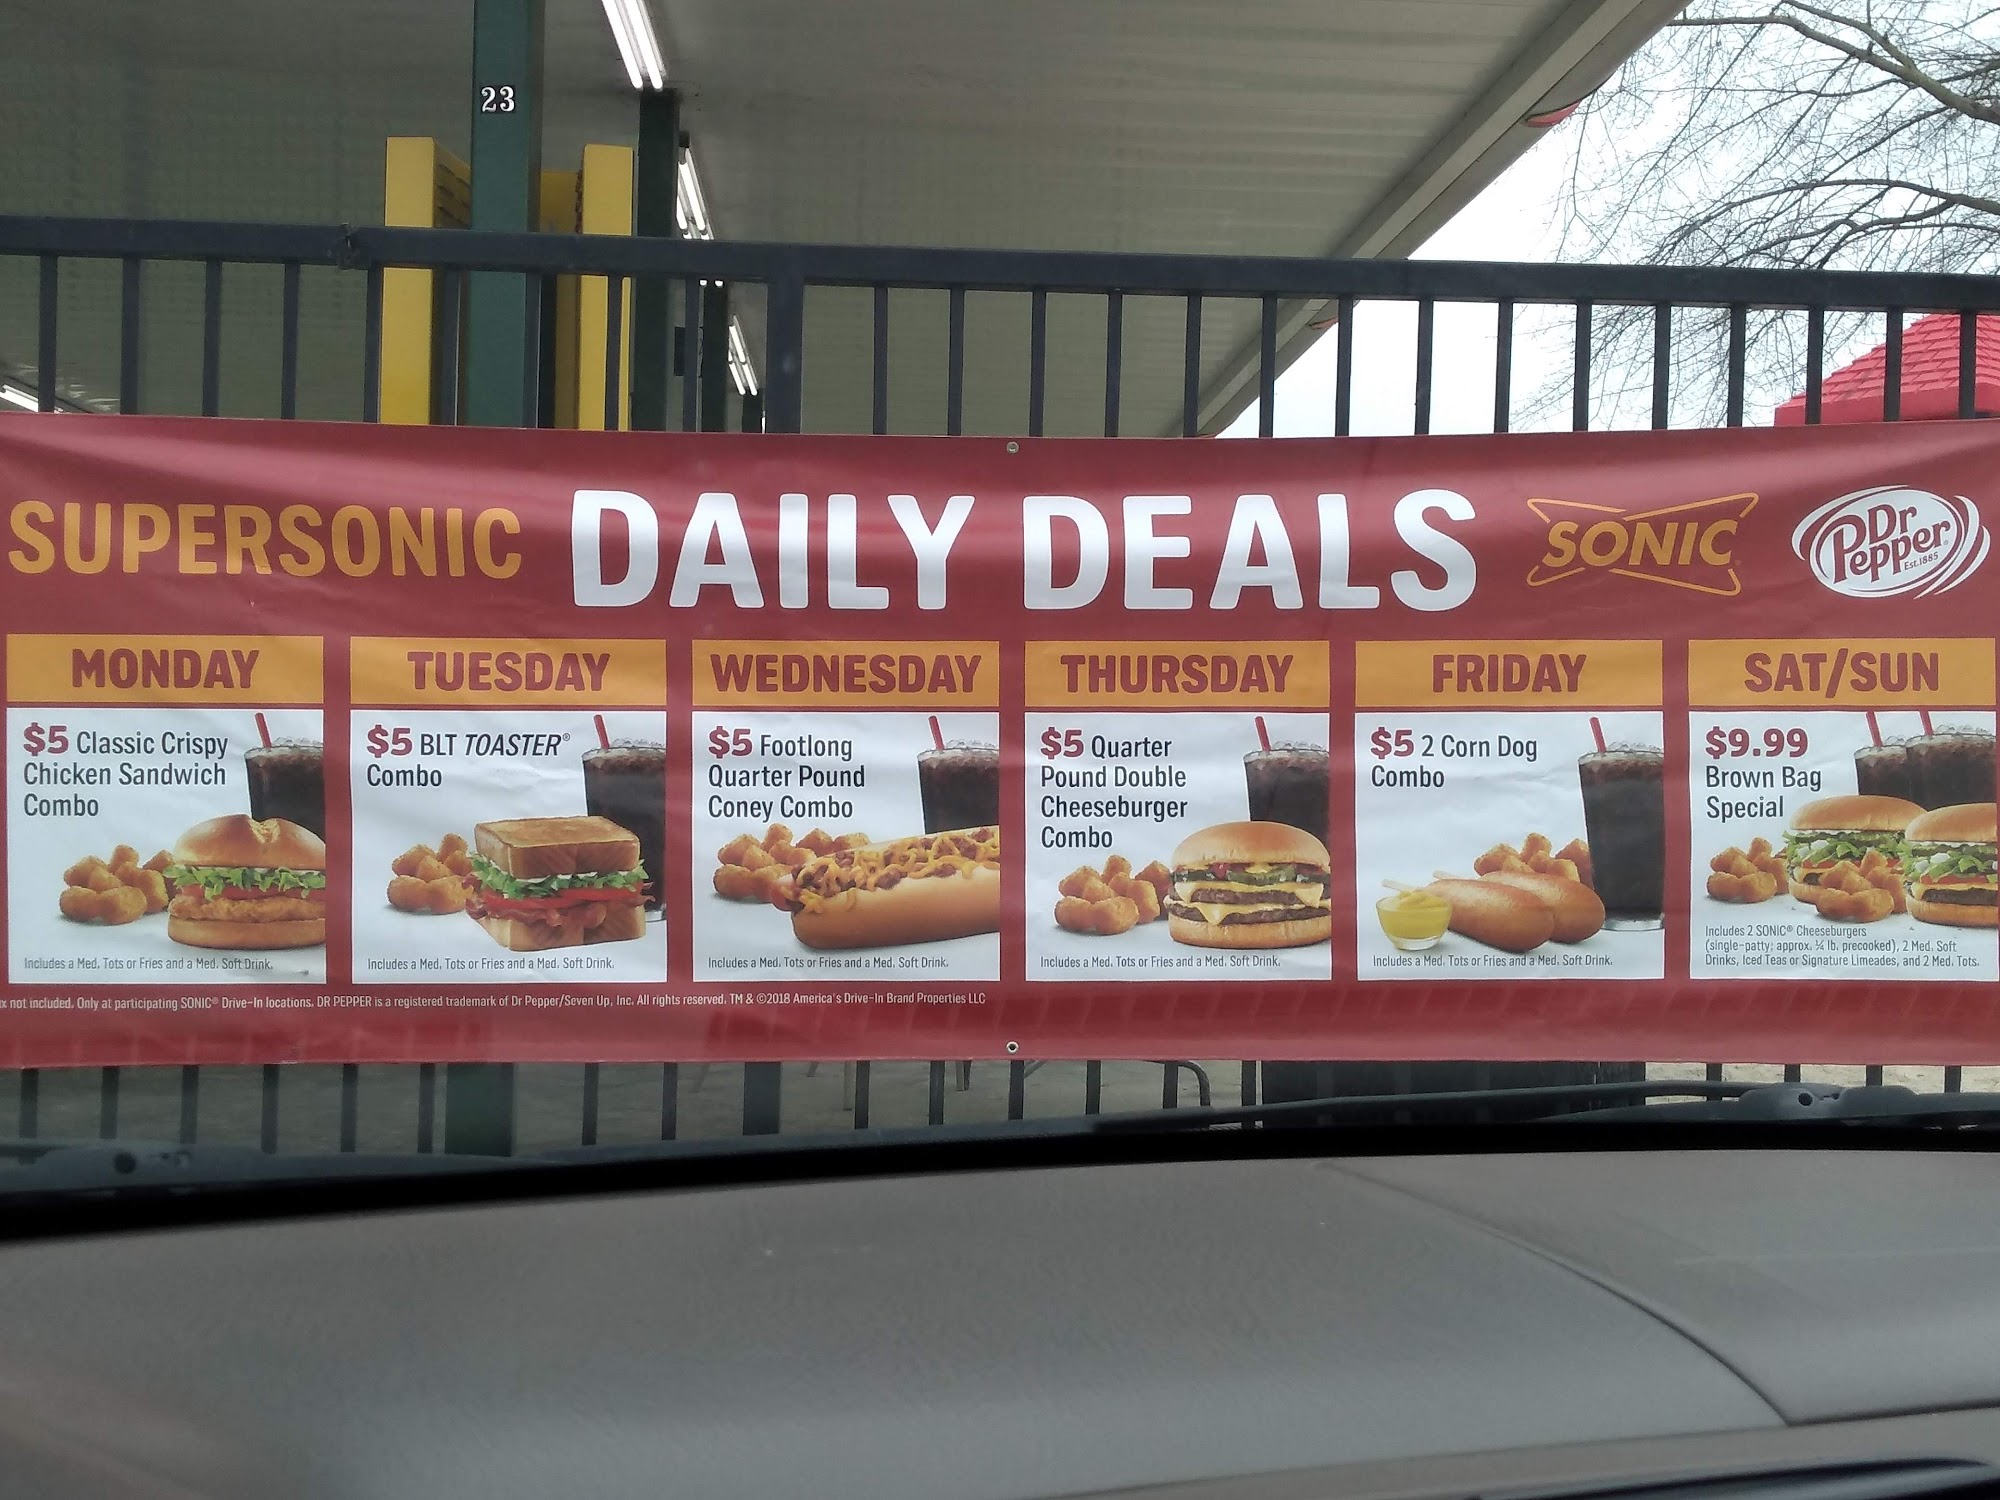 23
SUPERSONIC DAILY DEALS SONIC Dr Pepper Est.1885
MONDAY
$5 Classic Crispy
Chicken Sandwich
Combo
Includes a Med. Tots or Fries and a Med. Soft Drink.
TUESDAY
$5 BLT TOASTER®
Combo
Includes a Med. Tots or Fries and a Med. Soft Drink.
WEDNESDAY
$5 Footlong
Quarter Pound
Coney Combo
Includes a Med. Tots or Fries and a Med. Soft Drink.
THURSDAY
$5 Quarter
Pound Double
Cheeseburger
Combo
Includes a Med. Tots or Fries and a Med. Soft Drink.
FRIDAY
$5 2 Corn Dog
Combo
Includes a Med. Tots or Fries and a Med. Soft Drink.
SAT/SUN
$9.99
Brown Bag
Special
Includes 2 SONIC® Cheeseburgers
(single-patty; approx. ¼ lb. precooked), 2 Med. Soft
Drinks, Iced Teas or Signature Limeades, and 2 Med. Tots.
x not included. Only at participating SONIC® Drive-In locations. DR PEPPER is a registered trademark of Dr Pepper/Seven Up, Inc. All rights reserved. TM & ©2018 America's Drive-In Brand Properties LLC